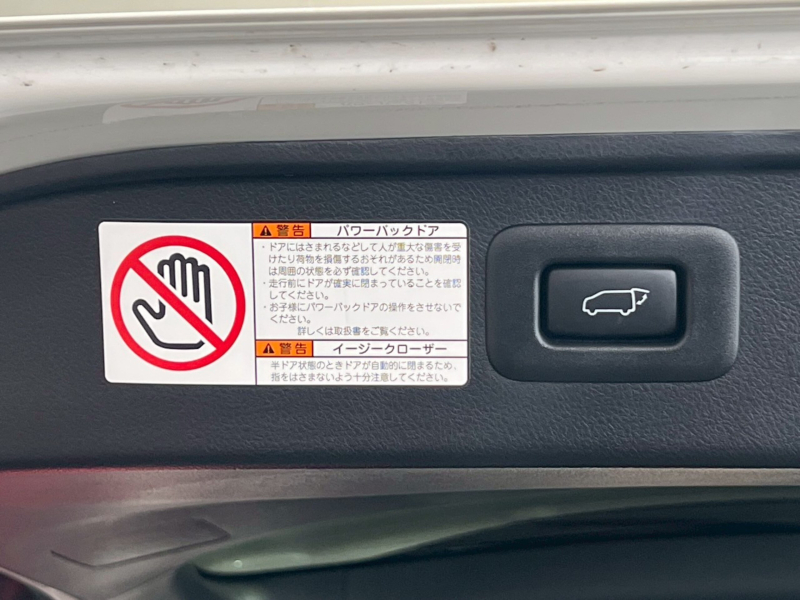 警告 パワーバックドア
・ドアにはさまれるなどして人が重大な傷害を受
けたり荷物を損傷するおそれがあるため開閉時
は周囲の状態を必ず確認してください。
・走行前にドアが確実に閉まっていることを確認
してください。
・お子様にパワーバックドアの操作をさせないで
ください。
詳しくは取扱書をご覧ください。
警告 イージークローザー
半ドア状態のときドアが自動的に閉まるため、
指をはさまないよう十分注意してください。